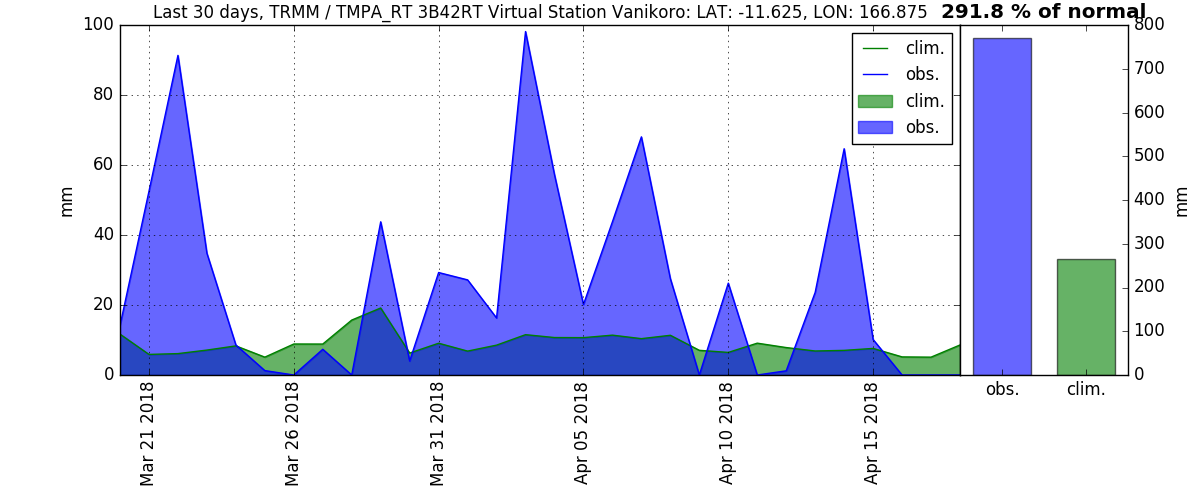 Last 30 days, TRMM / TMPA_RT 3B42RT Virtual Station Vanikoro: LAT: -11.625, LON: 166.875 291.8 % of normal
100
80
60
40
20
0
mm
clim.
obs.
clim.
obs.
Mar 21 2018
Mar 26 2018
Mar 31 2018
Apr 05 2018
Apr 10 2018
Apr 15 2018
800
700
600
500
400
300
200
100
0
mm
obs.
clim.